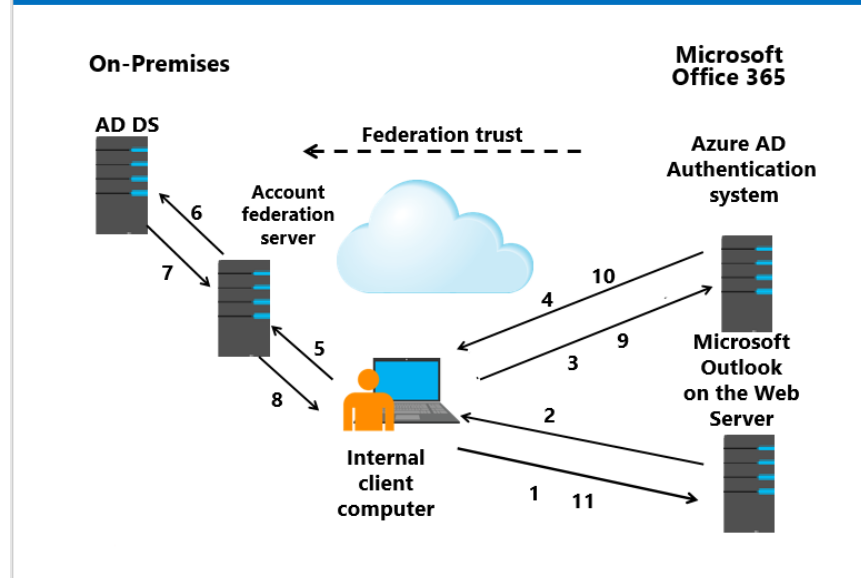 On-Premises
Microsoft
Office 365
AD DS
Federation trust
Azure AD
Authentication
system
Account
federation
server
6
7
10
4
9
3
5
8
Microsoft
Outlook
on the Web
Server
2
Internal
client
computer
1
11